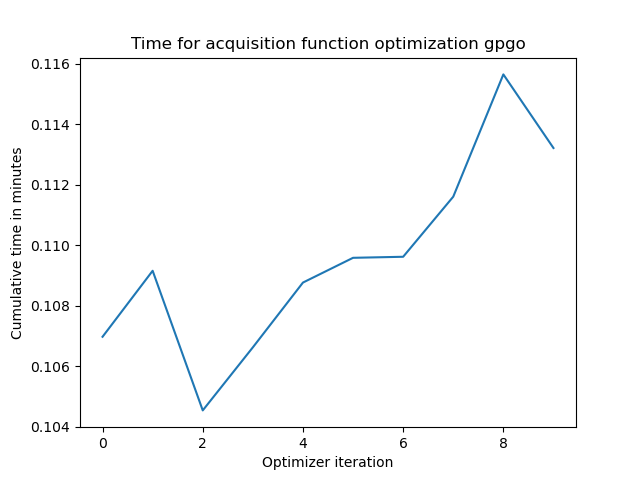 Time for acquisition function optimization gpgo
0.116
0.114
0.112
0.110
0.108
0.106
0.104
Cumulative time in minutes
0 2 4 6 8
Optimizer iteration